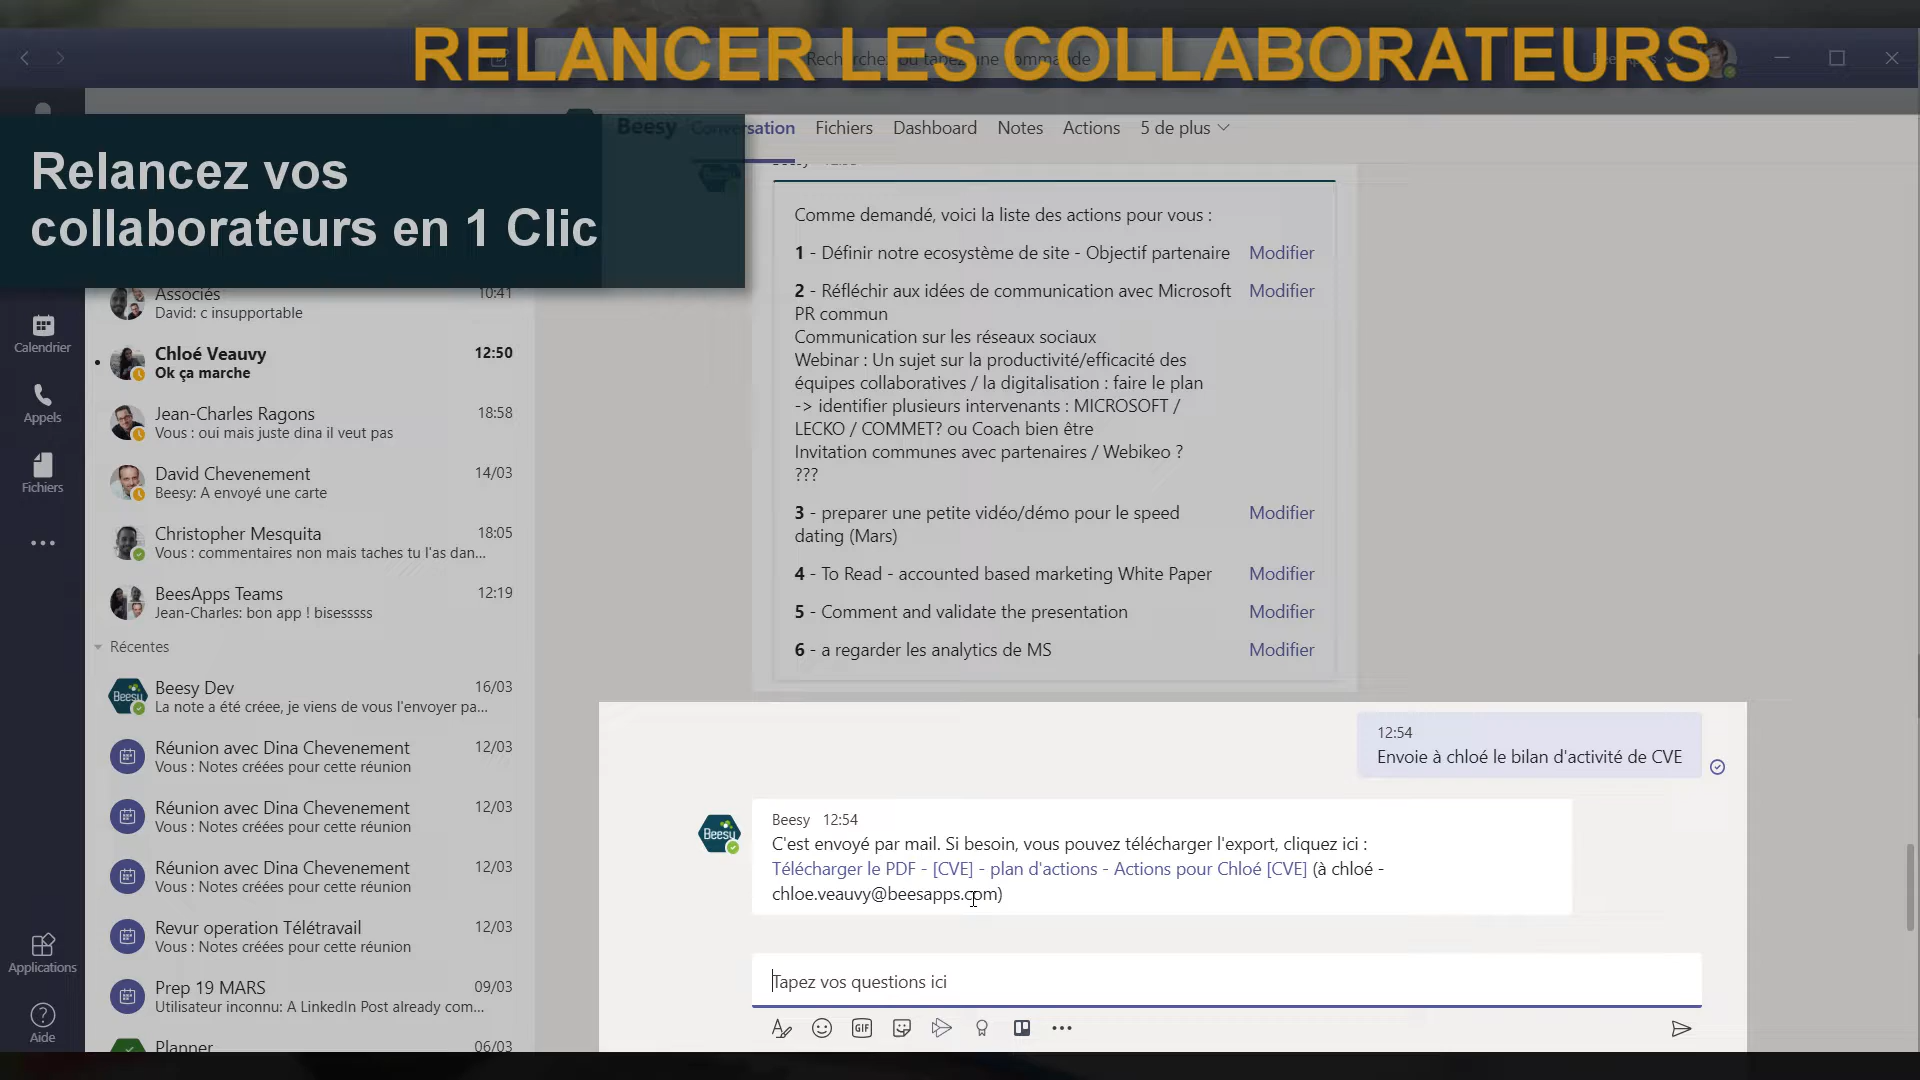 RELANCER LES COLLABORATEURS
Recherchez ou tapez une commande
Relancez vos
collaborateurs en 1 Clic
Beesy
Conversation
Fichiers
Dashboard
Notes
Actions
5 de plus
Calendrier
Appels
Fichiers
Applications
Aide
Associés
10:41
David: c insupportable
Chloé Veauvy
12:50
Ok ça marche
Jean-Charles Ragons
18:58
Vous : oui mais juste dina il veut pas
David Chevenement
14/03
Beesy: A envoyé une carte
Christopher Mesquita
18:05
Vous : commentaires non mais taches tu l'as dan...
BeesApps Teams
12:19
Jean-Charles: bon app ! bisesssss
Récentes
Beesy Dev
16/03
La note a été créee, je viens de vous l'envoyer pa...
Réunion avec Dina Chevenement
12/03
Vous : Notes créées pour cette réunion
Réunion avec Dina Chevenement
12/03
Vous : Notes créées pour cette réunion
Réunion avec Dina Chevenement
12/03
Vous : Notes créées pour cette réunion
Revur operation Télétravail
12/03
Vous : Notes créées pour cette réunion
Prep 19 MARS
09/03
Utilisateur inconnu: A LinkedIn Post already com...
Planner
06/03
Comme demandé, voici la liste des actions pour vous :
1 - Définir notre ecosystème de site - Objectif partenaire
Modifier
2 - Réfléchir aux idées de communication avec Microsoft
Modifier
PR commun
Communication sur les réseaux sociaux
Webinar : Un sujet sur la productivité/efficacité des
équipes collaboratives / la digitalisation : faire le plan
-> identifier plusieurs intervenants : MICROSOFT /
LECKO / COMMET? ou Coach bien être
Invitation communes avec partenaires / Webikeo ?
???
3 - preparer une petite vidéo/démo pour le speed
Modifier
dating (Mars)
4 - To Read - accounted based marketing White Paper
Modifier
5 - Comment and validate the presentation
Modifier
6 - a regarder les analytics de MS
Modifier
12:54
Envoie à chloé le bilan d'activité de CVE
Beesy
Beesy 12:54
C'est envoyé par mail. Si besoin, vous pouvez télécharger l'export, cliquez ici :
Télécharger le PDF - [CVE] - plan d'actions - Actions pour Chloé [CVE] (à chloé -
chloe.veauvy@beesapps.com)
Tapez vos questions ici
GIF